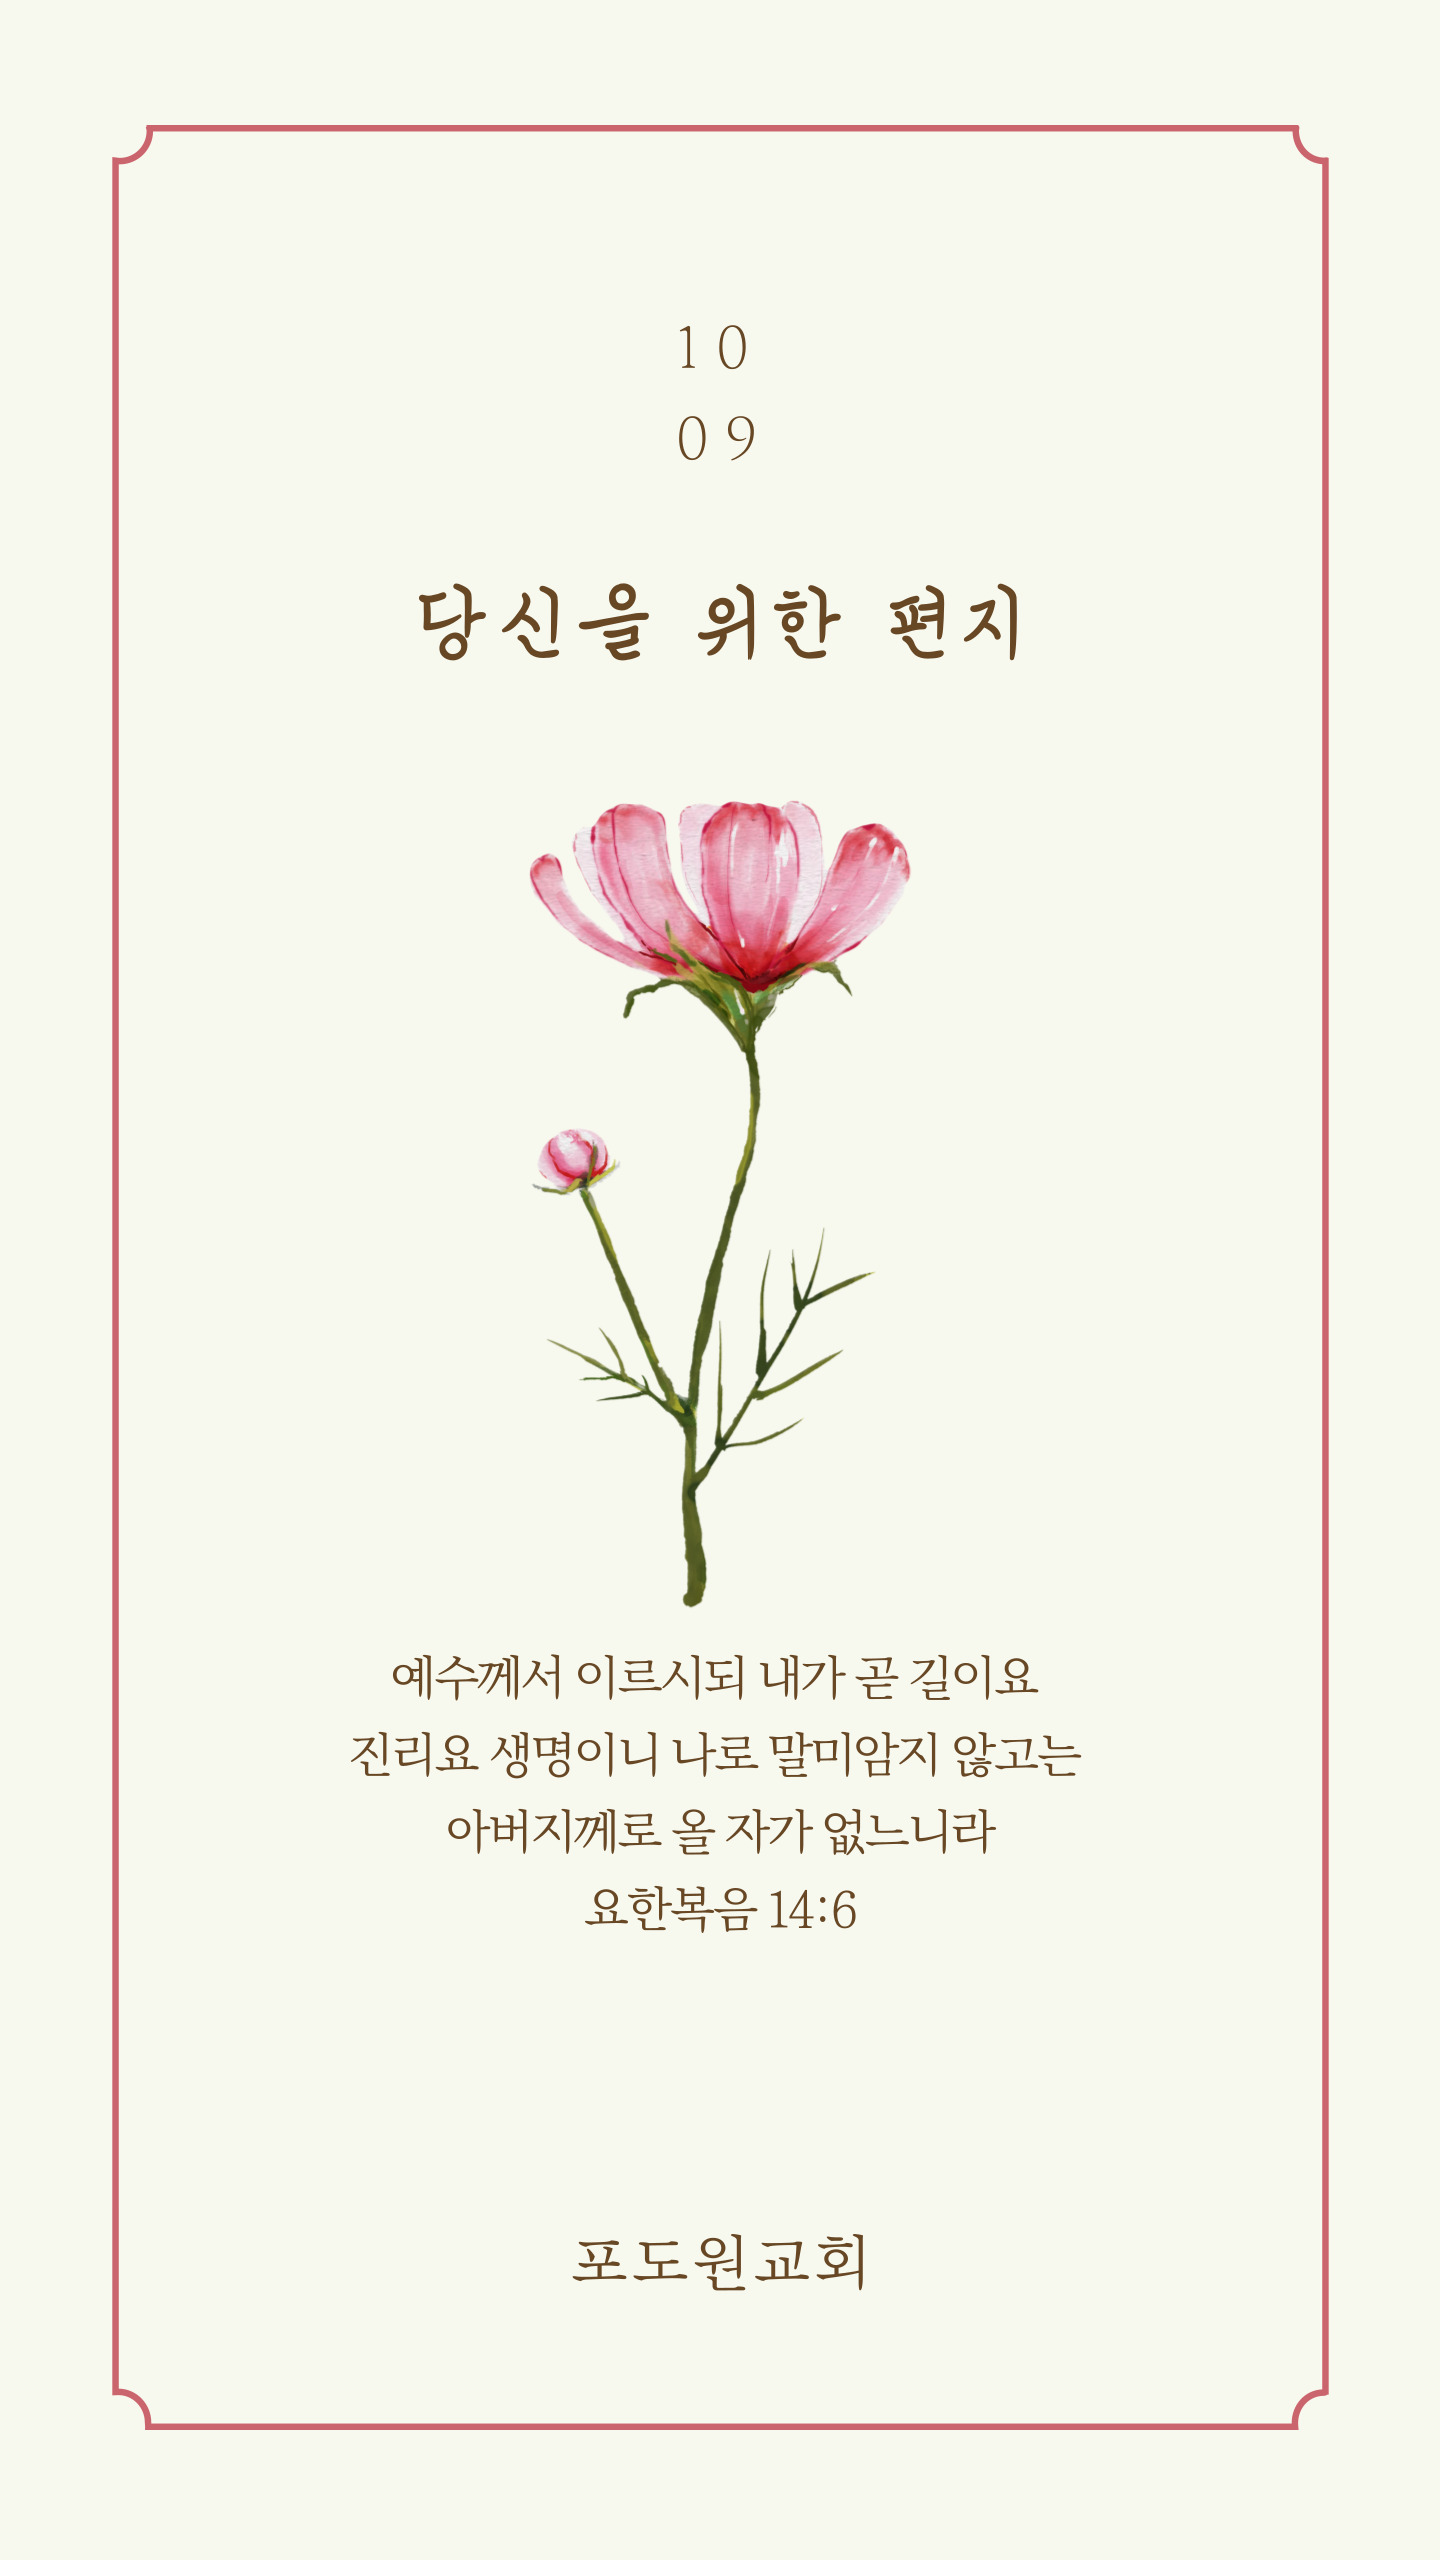 10
09
당신을 위한 편지
예수께서 이르시되 내가 곧 길이요
진리요 생명이니 나로 말미암지 않고는
아버지께로 올 자가 없느니라
요한복음 14:6
포도원교회